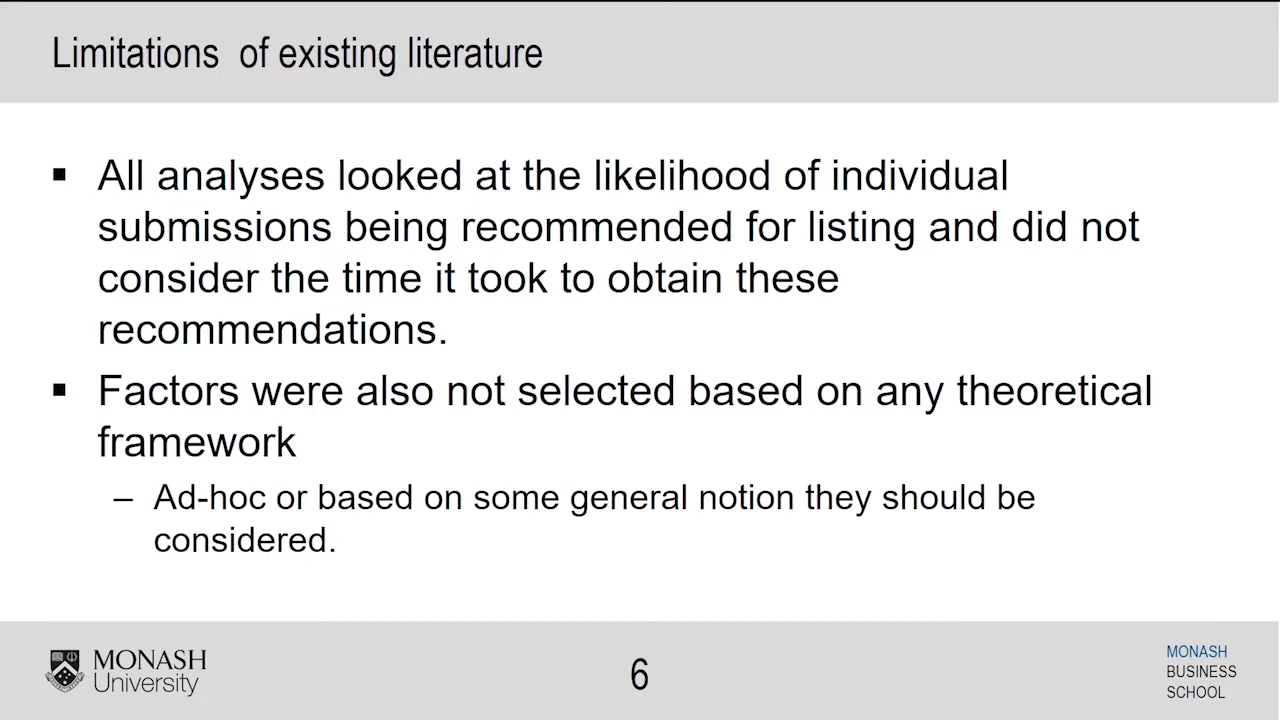 Limitations  of existing literature
▪ All analyses looked at the likelihood of individual
submissions being recommended for listing and did not
consider the time it took to obtain these
recommendations.
▪ Factors were also not selected based on any theoretical
framework
– Ad-hoc or based on some general notion they should be
considered.
MONASH
University
6
MONASH
BUSINESS
SCHOOL